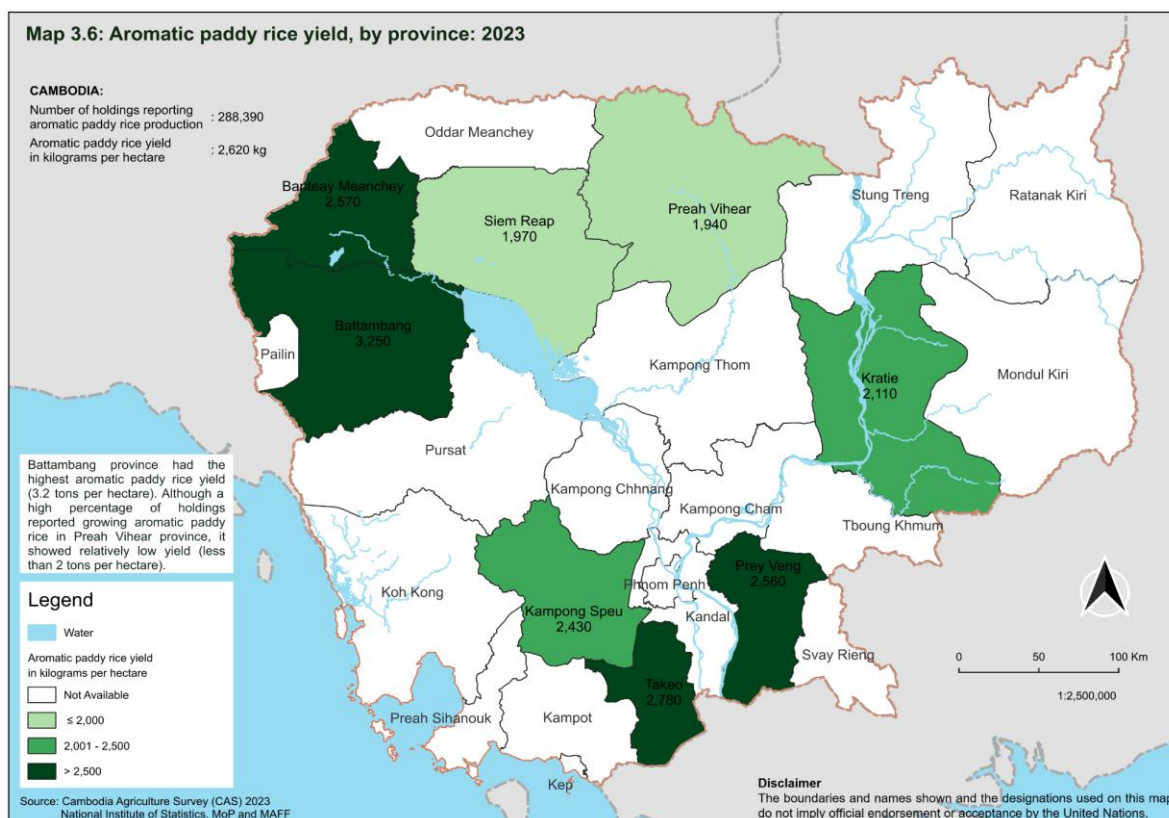 Map 3.6: Aromatic paddy rice yield, by province: 2023
CAMBODIA:
Number of holdings reporting
aromatic paddy rice production : 288,390
Aromatic paddy rice yield
in kilograms per hectare : 2,620 kg
Oddar Meanchey
Banteay Meanchey
2,570
Siem Reap
1,970
Preah Vihear
1,940
Stung Treng
Ratanak Kiri
Battambang
3,250
Pailin
Kampong Thom
Kratie
2,110
Mondul Kiri
Pursat
Kampong Chhnang
Kampong Cham
Tboung Khmum
Battambang province had the
highest aromatic paddy rice yield
(3.2 tons per hectare). Although a
high percentage of holdings
reported growing aromatic paddy
rice in Preah Vihear province, it
showed relatively low yield (less
than 2 tons per hectare).
Koh Kong
Kampong Speu
2,430
Phnom Penh
Kandal
Prey Veng
2,560
Svay Rieng
Takeo
2,780
Preah Sihanouk
Kampot
Kep
Legend
Water
Aromatic paddy rice yield
in kilograms per hectare
Not Available
≤ 2,000
2,001 - 2,500
> 2,500
0 50 100 Km
1:2,500,000
Source: Cambodia Agriculture Survey (CAS) 2023
National Institute of Statistics, MoP and MAFF
Disclaimer
The boundaries and names shown and the designations used on this map
do not imply official endorsement or acceptance by the United Nations.